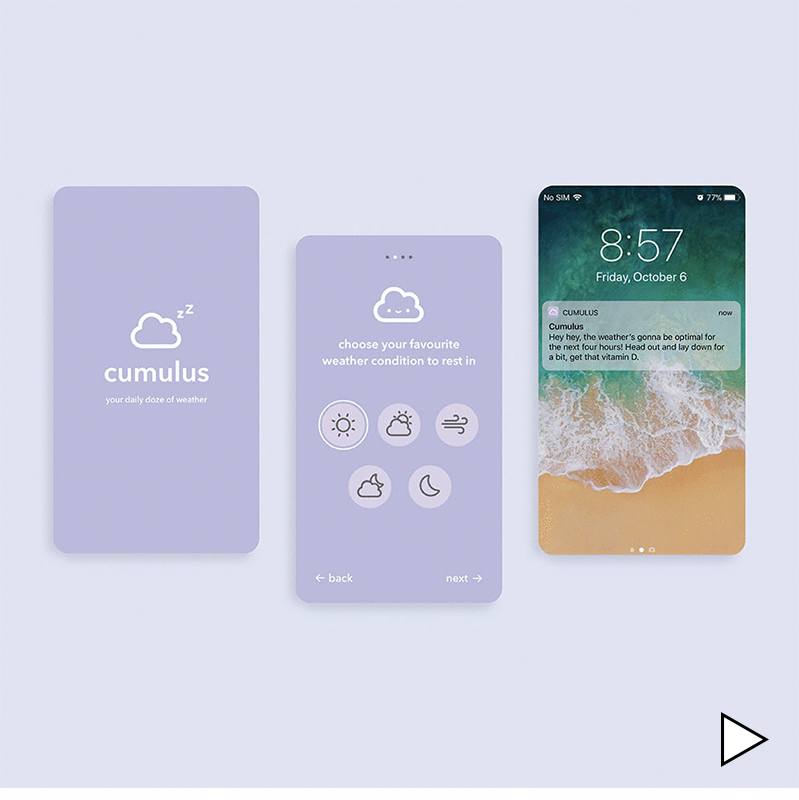 zZ
cumulus
your daily doze of weather
choose your favourite
weather condition to rest in
← back
next →
No SIM
77%
8:57
Friday, October 6
CUMULUS
now
Cumulus
Hey hey, the weather's gonna be optimal for
the next four hours! Head out and lay down for
a bit, get that vitamin D.